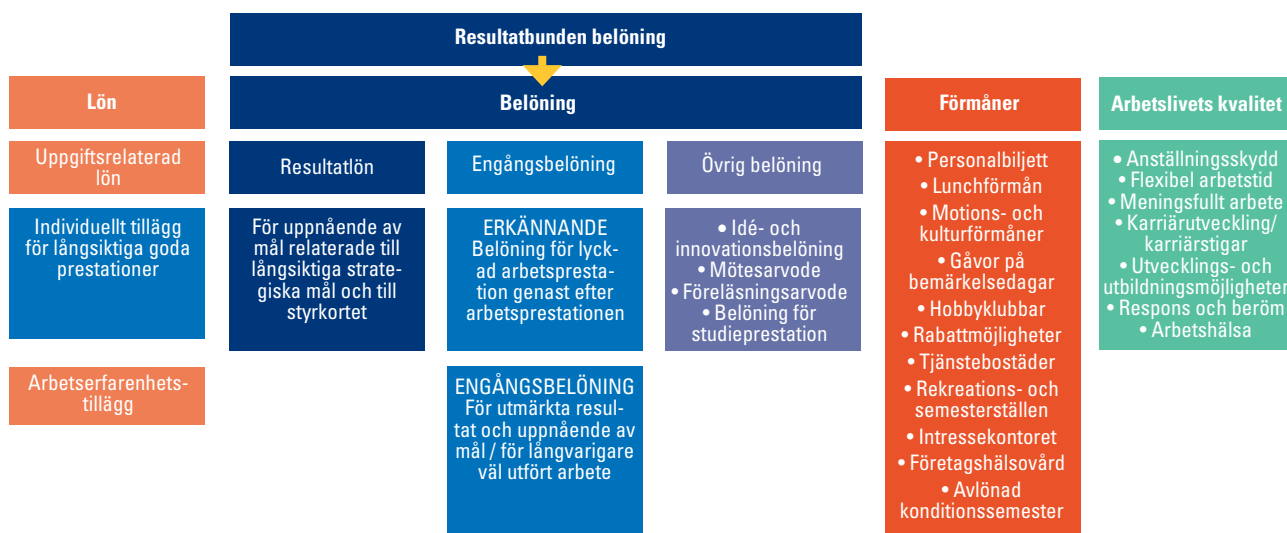 Resultatbunden belöning
Lön
Belöning
Förmåner
Arbetslivets kvalitet
Uppgiftsrelaterad
lön
Individuellt tillägg
för långsiktiga goda
prestationer
Arbetserfarenhets-
tillägg
Resultatlön
För uppnående av
mål relaterade till
långsiktiga strate-
giska mål och till
styrkortet
Engångsbelöning
ERKÄNNANDE
Belöning för lyck-
ad arbetspresta-
tion genast efter
arbetsprestationen
ENGÅNGSBELÖNING
För utmärkta resul-
tat och uppnående av
mål / för långvarigare
väl utfört arbete
Övrig belöning
• Idé- och
innovationsbelöning
• Mötesarvode
• Föreläsningsarvode
• Belöning för
studieprestation
• Personalbiljett
• Lunchförmån
• Motions- och
kulturförmåner
• Gåvor på
bemärkelsedagar
• Hobbyklubbar
• Rabattmöjligheter
• Tjänstebostäder
• Rekreations- och
semesterställen
• Intressekontoret
• Företagshälsovård
• Avlönad
konditionssemester
• Anställningsskydd
• Flexibel arbetstid
• Meningsfullt arbete
• Karriärutveckling/
karriärstigar
• Utvecklings- och
utbildningsmöjligheter
• Respons och beröm
• Arbetshälsa